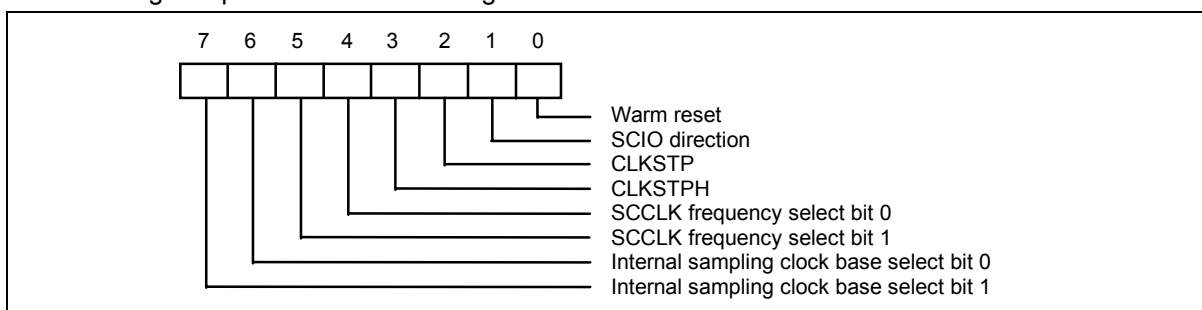 7 6 5 4 3 2 1 0
Warm reset
SCIO direction
CLKSTP
CLKSTPH
SCCLK frequency select bit 0
SCCLK frequency select bit 1
Internal sampling clock base select bit 0
Internal sampling clock base select bit 1